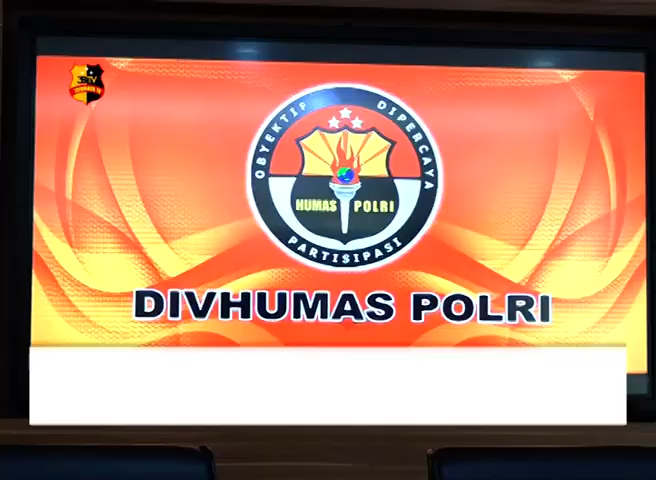 OBYEKTIF DIPERCAYA
HUMAS POLRI
PARTISIPASI
DIVHUMAS POLRI